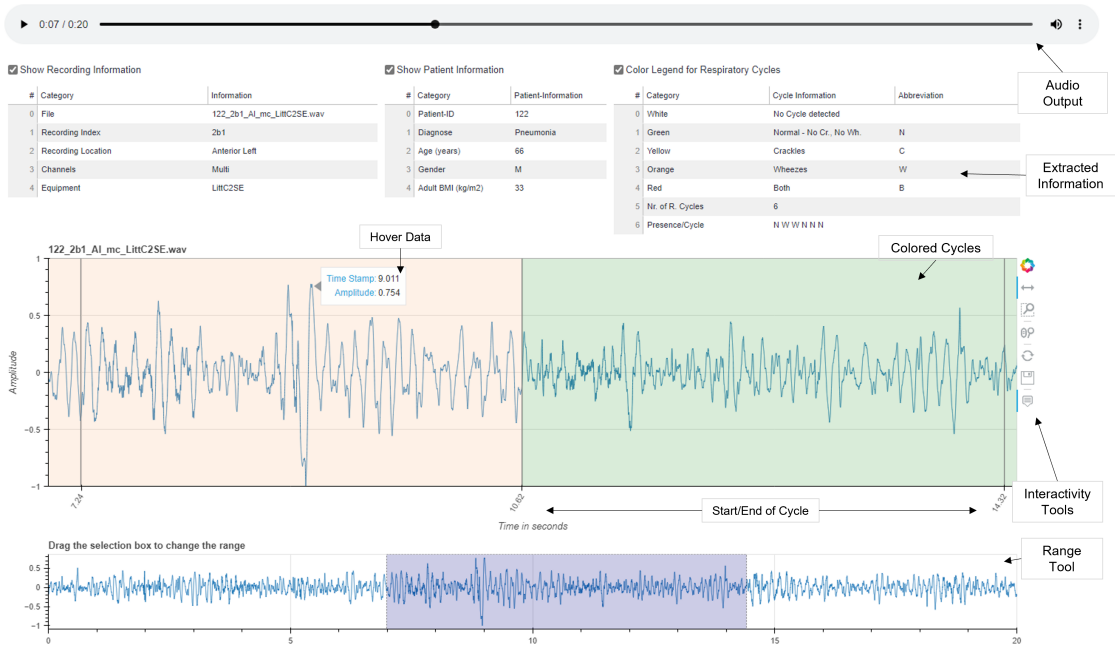 0:07 / 0:20
Audio
Output
Show Recording Information
# Category Information
0 File 122_2b1_Al_mc_LittC2SE.wav
1 Recording Index 2b1
2 Recording Location Anterior Left
3 Channels Multi
4 Equipment LittC2SE
Show Patient Information
# Category Patient-Information
0 Patient-ID 122
1 Diagnose Pneumonia
2 Age (years) 66
3 Gender M
4 Adult BMI (kg/m2) 33
Color Legend for Respiratory Cycles
# Category Cycle Information Abbreviation
0 White No Cycle detected
1 Green Normal - No Cr., No Wh. N
2 Yellow Crackles C
3 Orange Wheezes W
4 Red Both B
5 Nr. of R. Cycles 6
6 Presence/Cycle N W W N N N
Extracted
Information
Hover Data
Colored Cycles
122_2b1_Al_mc_LittC2SE.wav
Time Stamp: 9.011
Amplitude: 0.754
1
0.5
0
−0.5
−1
Amplitude
7.24 10.62 14.32
Start/End of Cycle
Time in seconds
Interactivity
Tools
Drag the selection box to change the range
Range
Tool
0.5
0
−0.5
−1
0 5 10 15 20